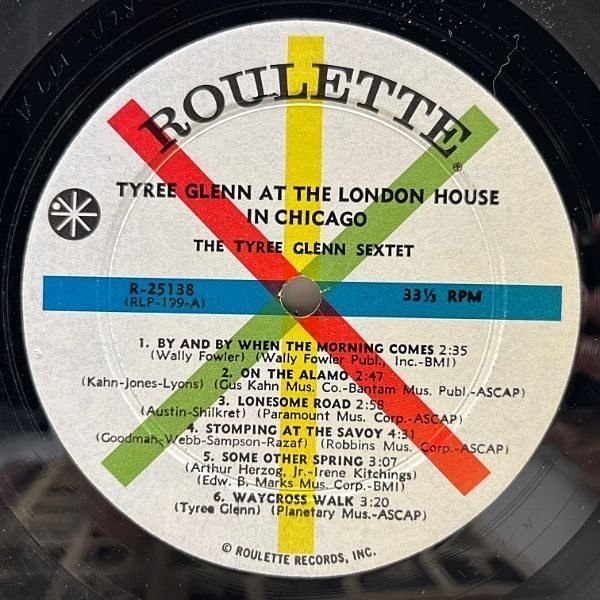 ROULETTE®
TYREE GLENN AT THE LONDON HOUSE
IN CHICAGO
THE TYREE GLENN SEXTET
R-25138
(RLP-199-A)
33⅓ RPM
1. BY AND BY WHEN THE MORNING COMES 2:35
(Wally Fowler) (Wally Fowler Publ., Inc.-BMI)
2. ON THE ALAMO 2:47
(Kahn-Jones-Lyons) (Gus Kahn Mus. Co.-Bantam Mus. Publ.-ASCAP)
3. LONESOME ROAD 2:58
(Austin-Shilkret) (Paramount Mus. Corp.-ASCAP)
4. STOMPING AT THE SAVOY 4:31
(Goodman-Webb-Sampson-Razaf) (Robbins Mus. Corp.-ASCAP)
5. SOME OTHER SPRING 3:07
(Arthur Herzog, Jr.-Irene Kitchings)
(Edw. B. Marks Mus. Corp.-BMI)
6. WAYCROSS WALK 3:20
(Tyree Glenn) (Planetary Mus.-ASCAP)
© ROULETTE RECORDS, INC.